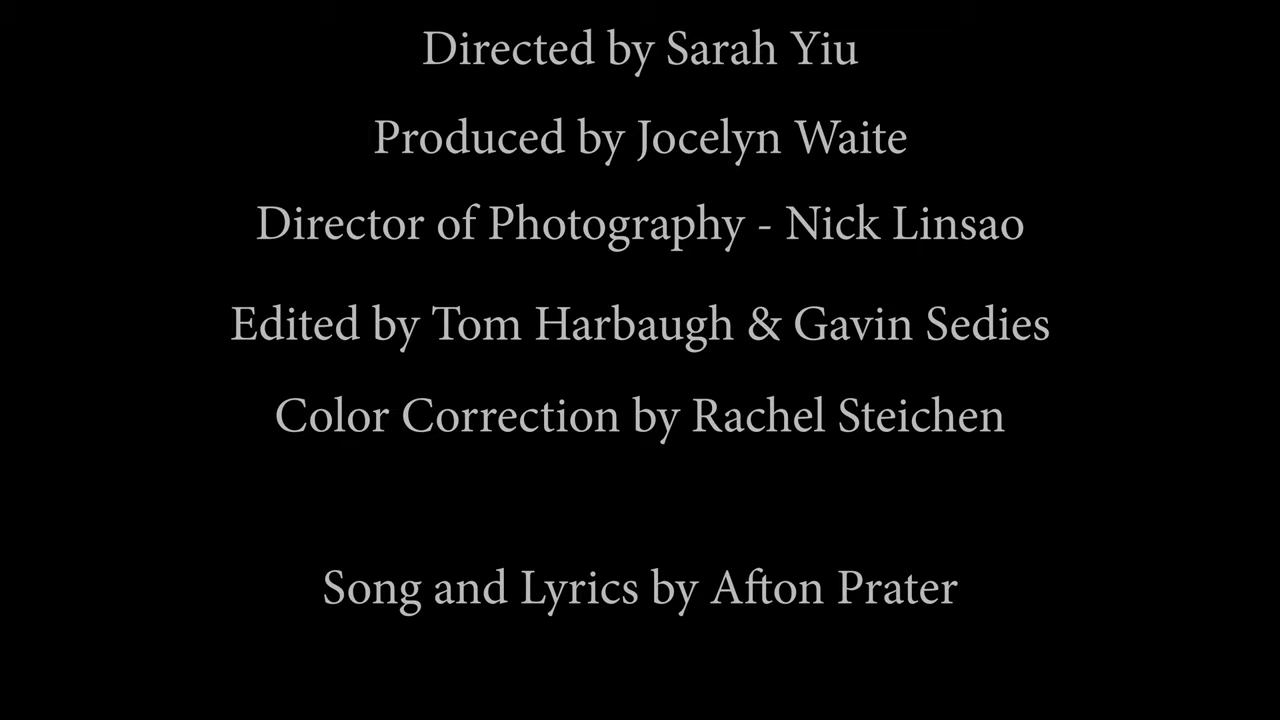 Directed by Sarah Yiu
Produced by Jocelyn Waite
Director of Photography - Nick Linsao
Edited by Tom Harbaugh & Gavin Sedies
Color Correction by Rachel Steichen
Song and Lyrics by Afton Prater